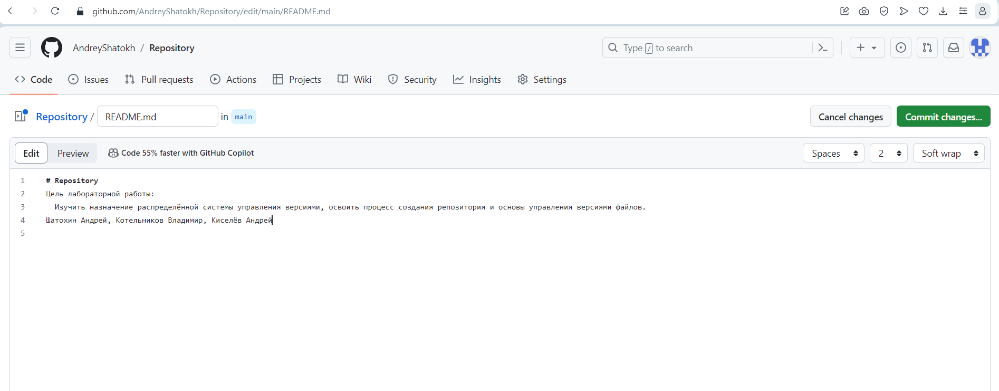 github.com/AndreyShatokh/Repository/edit/main/README.md
AndreyShatokh / Repository
Type / to search
Code Issues Pull requests Actions Projects Wiki Security Insights Settings
Repository / README.md in main
Cancel changes Commit changes...
Edit Preview Code 55% faster with GitHub Copilot
Spaces 2 Soft wrap
1 # Repository
2 Цель лабораторной работы:
3 Изучить назначение распределённой системы управления версиями, освоить процесс создания репозитория и основы управления версиями файлов.
4 Шатохин Андрей, Котельников Владимир, Киселёв Андрей
5